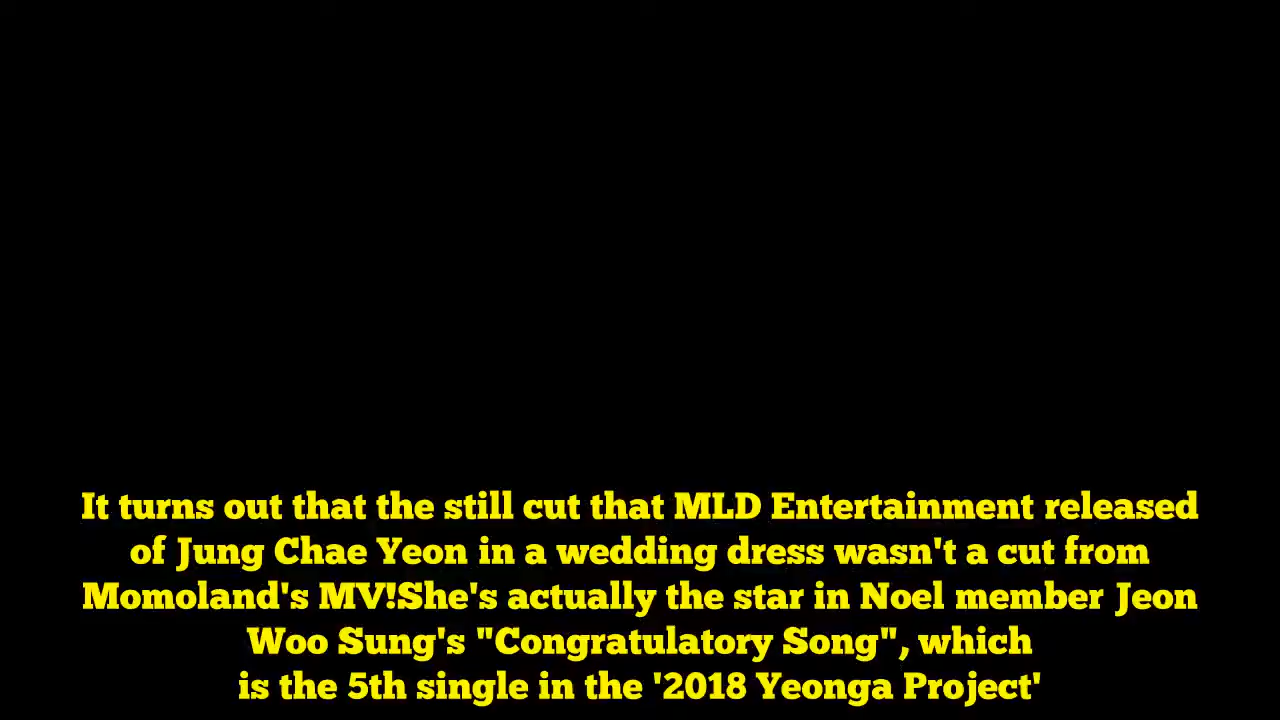 It turns out that the still cut that MLD Entertainment released
of Jung Chae Yeon in a wedding dress wasn't a cut from
Momoland's MV!She's actually the star in Noel member Jeon
Woo Sung's "Congratulatory Song", which
is the 5th single in the '2018 Yeonga Project'